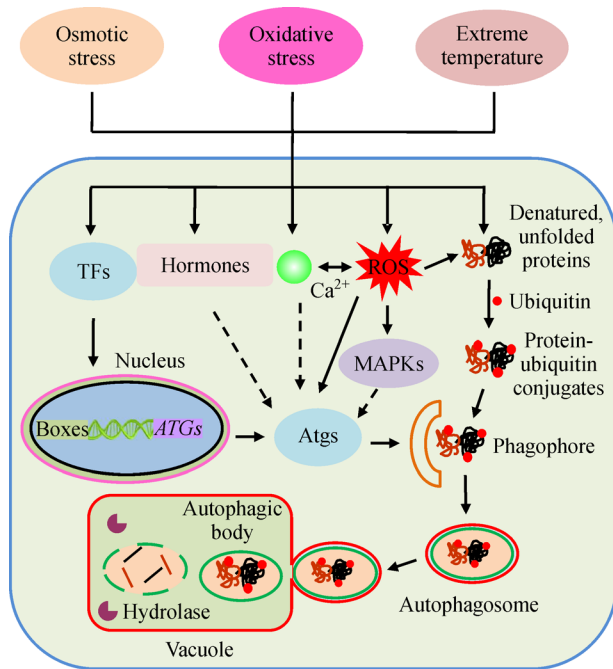 Osmotic
stress
Oxidative
stress
Extreme
temperature
TFs
Hormones
Ca²⁺
ROS
Denatured,
unfolded
proteins
Ubiquitin
MAPKs
Protein-
ubiquitin
conjugates
Nucleus
Boxes
ATGs
Atgs
Phagophore
Autophagic
body
Hydrolase
Autophagosome
Vacuole